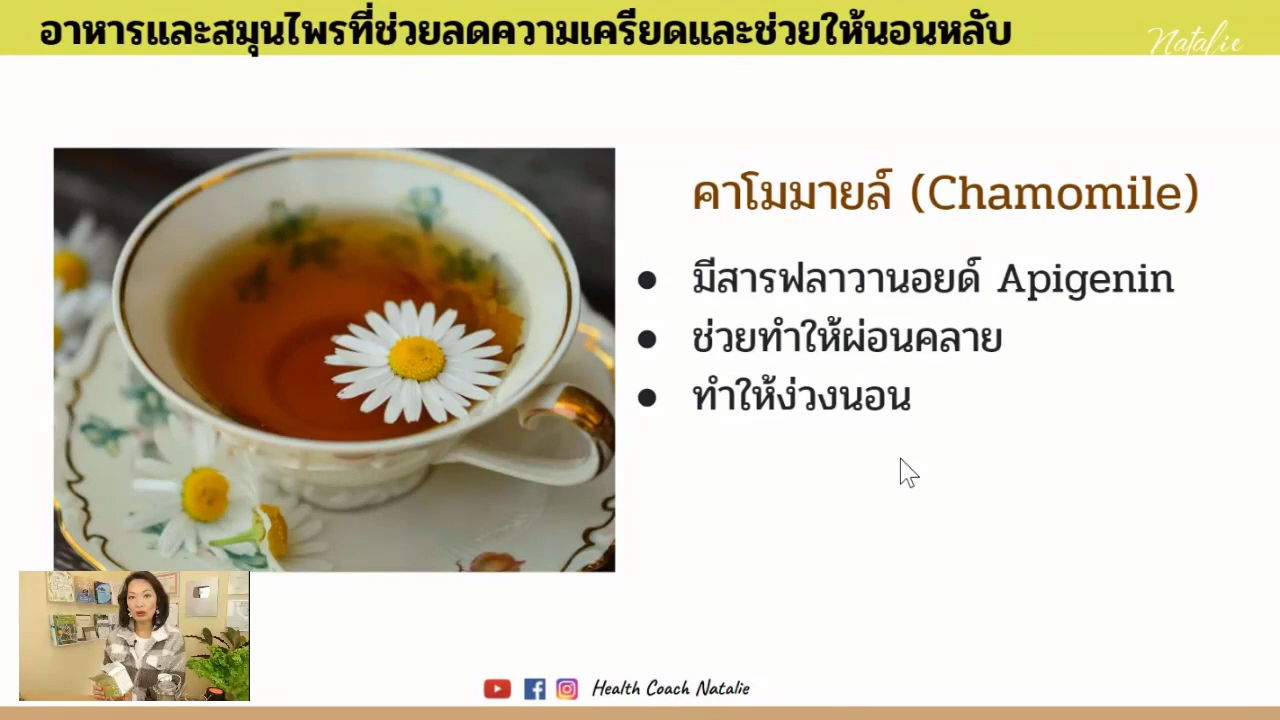 อาหารและสมุนไพรที่ช่วยลดความเครียดและช่วยให้นอนหลับ
Natalie
คาโมมายล์ (Chamomile)
● มีสารฟลาวานอยด์ Apigenin
● ช่วยทำให้ผ่อนคลาย
● ทำให้ง่วงนอน
Health Coach Natalie